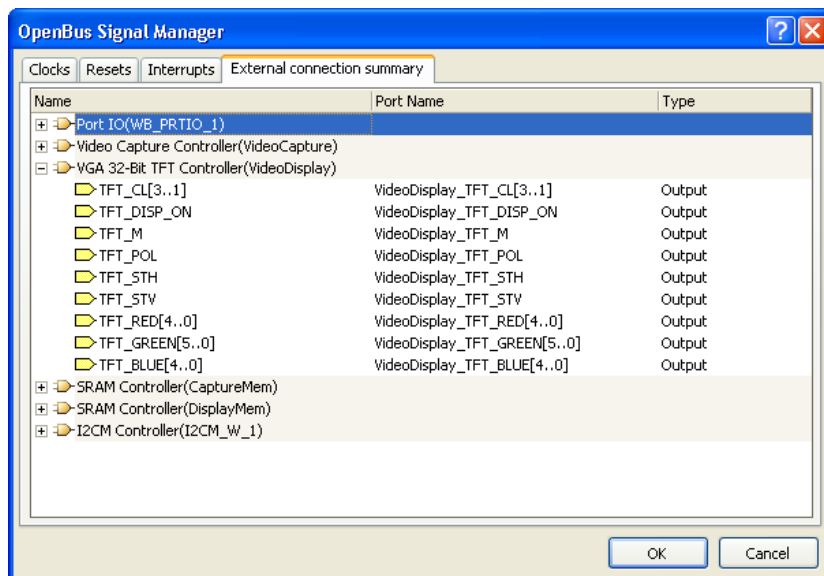 OpenBus Signal Manager
Clocks Resets Interrupts External connection summary
Name Port Name Type
Port IO(WB_PRTIO_1)
Video Capture Controller(VideoCapture)
VGA 32-Bit TFT Controller(VideoDisplay)
TFT_CL[3..1] VideoDisplay_TFT_CL[3..1] Output
TFT_DISP_ON VideoDisplay_TFT_DISP_ON Output
TFT_M VideoDisplay_TFT_M Output
TFT_POL VideoDisplay_TFT_POL Output
TFT_STH VideoDisplay_TFT_STH Output
TFT_STV VideoDisplay_TFT_STV Output
TFT_RED[4..0] VideoDisplay_TFT_RED[4..0] Output
TFT_GREEN[5..0] VideoDisplay_TFT_GREEN[5..0] Output
TFT_BLUE[4..0] VideoDisplay_TFT_BLUE[4..0] Output
SRAM Controller(CaptureMem)
SRAM Controller(DisplayMem)
I2CM Controller(I2CM_W_1)
OK Cancel